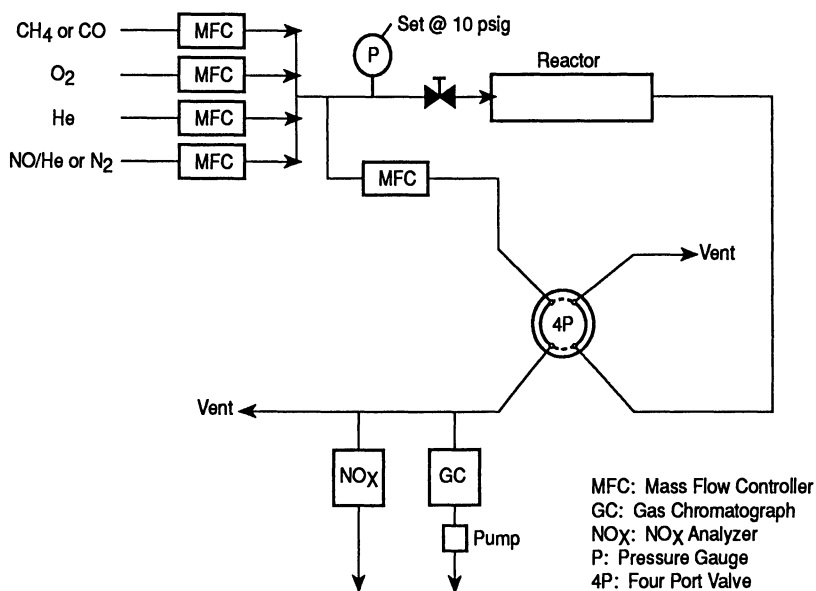 CH4 or CO
MFC
Set @ 10 psig
P
O2
MFC
Reactor
He
MFC
NO/He or N2
MFC
MFC
Vent
4P
Vent
NOX
GC
Pump
MFC: Mass Flow Controller
GC: Gas Chromatograph
NOX: NOX Analyzer
P: Pressure Gauge
4P: Four Port Valve